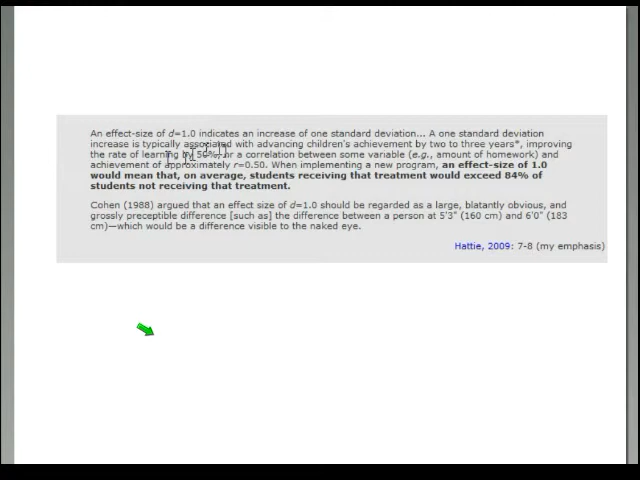 An effect-size of d=1.0 indicates an increase of one standard deviation... A one standard deviation
increase is typically associated with advancing children's achievement by two to three years*, improving
the rate of learning by 50%, or a correlation between some variable (e.g., amount of homework) and
achievement of approximately r=0.50. When implementing a new program, an effect-size of 1.0
would mean that, on average, students receiving that treatment would exceed 84% of
students not receiving that treatment.
Cohen (1988) argued that an effect size of d=1.0 should be regarded as a large, blatantly obvious, and
grossly preceptible difference [such as] the difference between a person at 5'3" (160 cm) and 6'0" (183
cm)—which would be a difference visible to the naked eye.
Hattie, 2009: 7-8 (my emphasis)